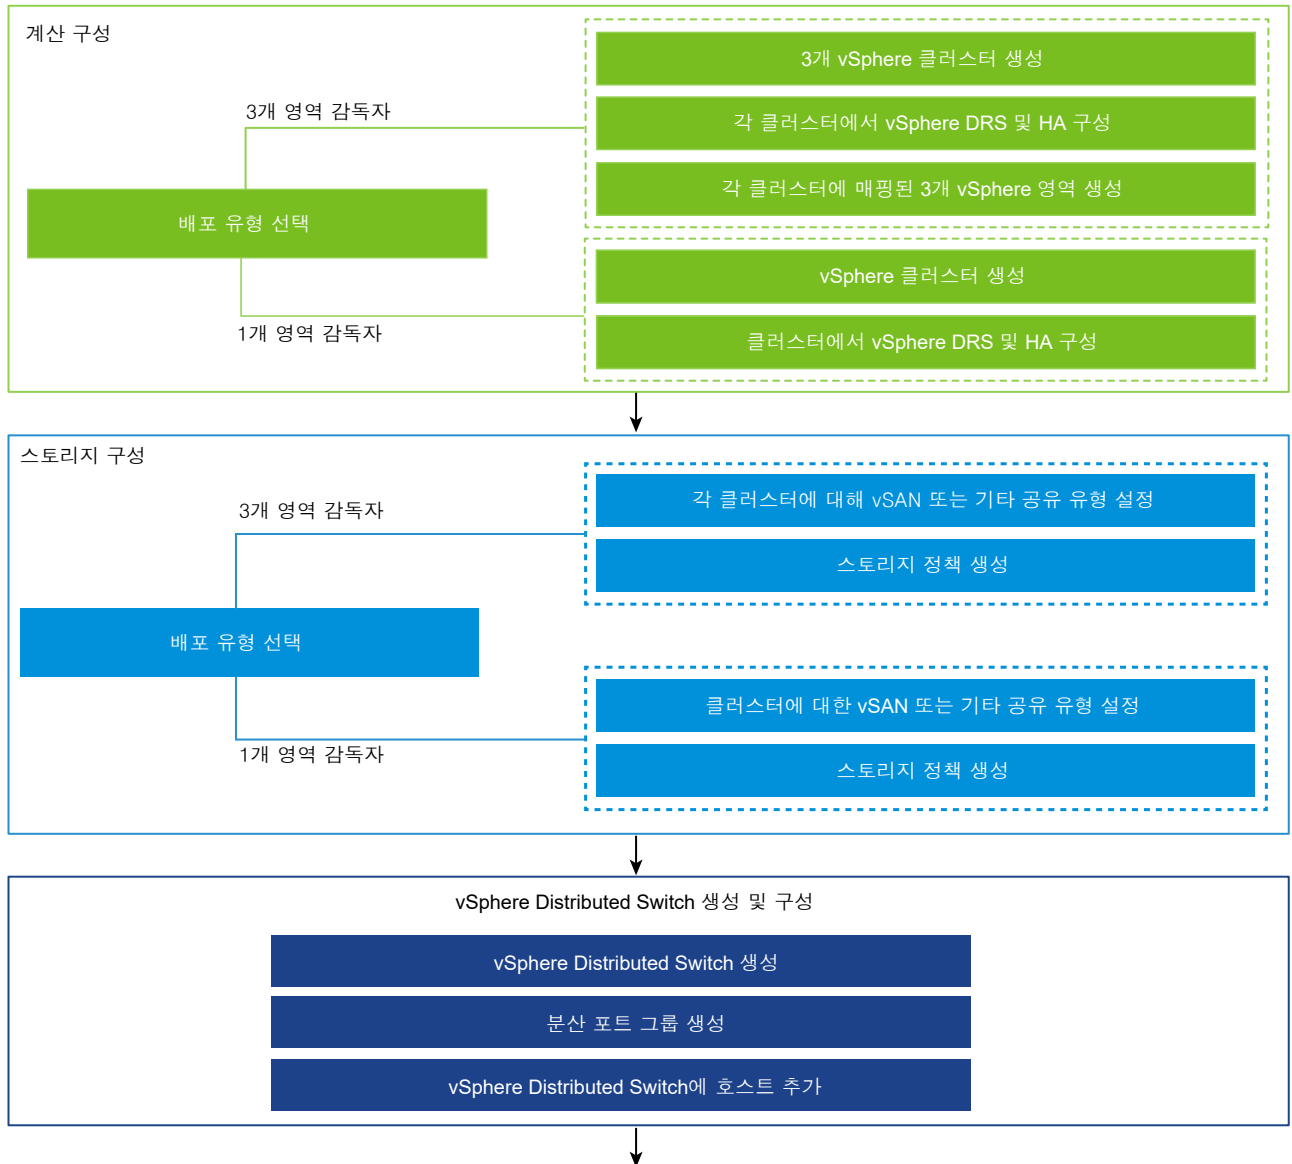 계산 구성
3개 영역 감독자
배포 유형 선택
1개 영역 감독자
3개 vSphere 클러스터 생성
각 클러스터에서 vSphere DRS 및 HA 구성
각 클러스터에 매핑된 3개 vSphere 영역 생성
vSphere 클러스터 생성
클러스터에서 vSphere DRS 및 HA 구성
스토리지 구성
3개 영역 감독자
배포 유형 선택
1개 영역 감독자
각 클러스터에 대해 vSAN 또는 기타 공유 유형 설정
스토리지 정책 생성
클러스터에 대한 vSAN 또는 기타 공유 유형 설정
스토리지 정책 생성
vSphere Distributed Switch 생성 및 구성
vSphere Distributed Switch 생성
분산 포트 그룹 생성
vSphere Distributed Switch에 호스트 추가